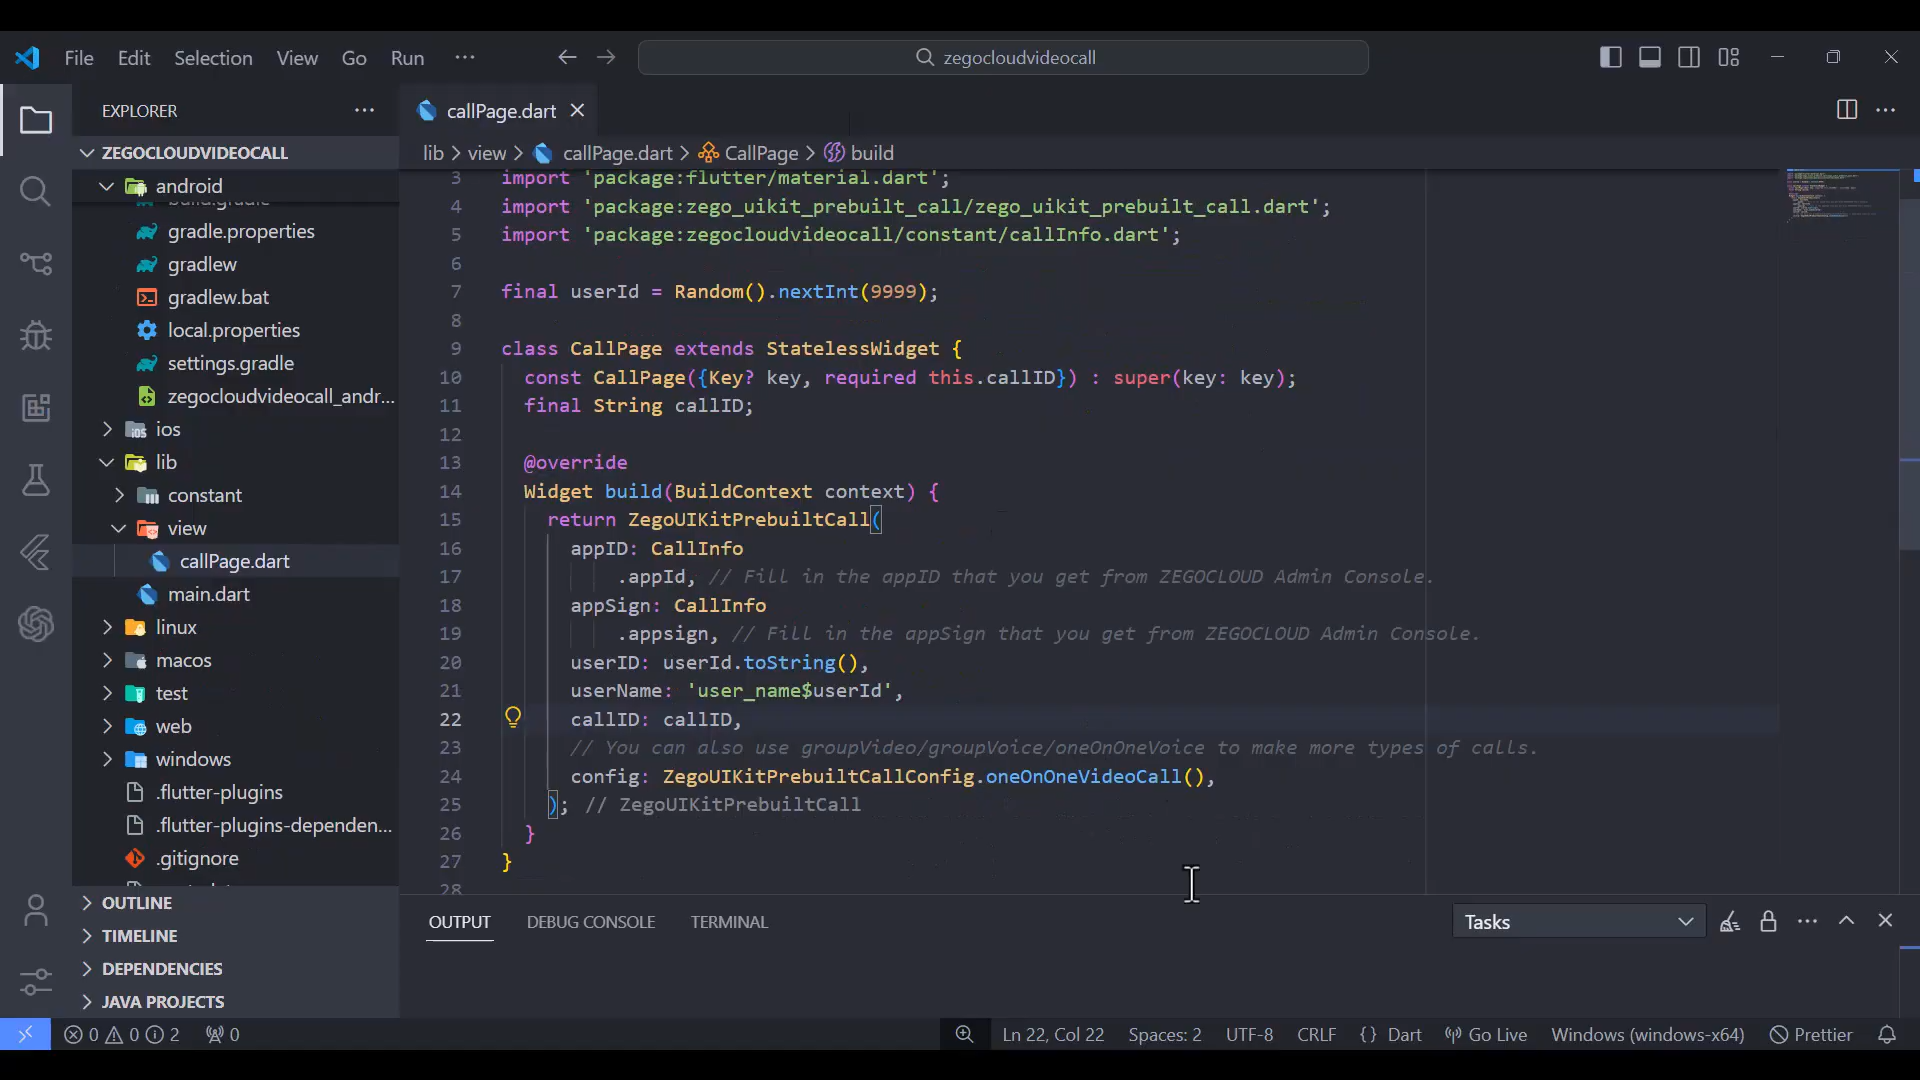 File Edit Selection View Go Run ···
zegocloudvideocall
EXPLORER ···
ZEGOCLOUDVIDEOCALL
android
build.gradle
gradle.properties
gradlew
gradlew.bat
local.properties
settings.gradle
zegocloudvideocall_andr...
ios
lib
constant
view
callPage.dart
main.dart
linux
macos
test
web
windows
.flutter-plugins
.flutter-plugins-dependen...
.gitignore
OUTLINE
TIMELINE
DEPENDENCIES
JAVA PROJECTS
callPage.dart
lib > view > callPage.dart > CallPage > build
3 import 'package:flutter/material.dart';
4 import 'package:zego_uikit_prebuilt_call/zego_uikit_prebuilt_call.dart';
5 import 'package:zegocloudvideocall/constant/callInfo.dart';
6
7 final userId = Random().nextInt(9999);
8
9 class CallPage extends StatelessWidget {
10 const CallPage({Key? key, required this.callID}) : super(key: key);
11 final String callID;
12
13 @override
14 Widget build(BuildContext context) {
15 return ZegoUIKitPrebuiltCall(
16 appID: CallInfo
17 .appId, // Fill in the appID that you get from ZEGOCLOUD Admin Console.
18 appSign: CallInfo
19 .appsign, // Fill in the appSign that you get from ZEGOCLOUD Admin Console.
20 userID: userId.toString(),
21 userName: 'user_name$userId',
22 callID: callID,
23 // You can also use groupVideo/groupVoice/oneOnOneVoice to make more types of calls.
24 config: ZegoUIKitPrebuiltCallConfig.oneOnOneVideoCall(),
25 ); // ZegoUIKitPrebuiltCall
26 }
27 }
28
OUTPUT DEBUG CONSOLE TERMINAL
Tasks
0 0 2 0
Ln 22, Col 22 Spaces: 2 UTF-8 CRLF {} Dart Go Live Windows (windows-x64) Prettier